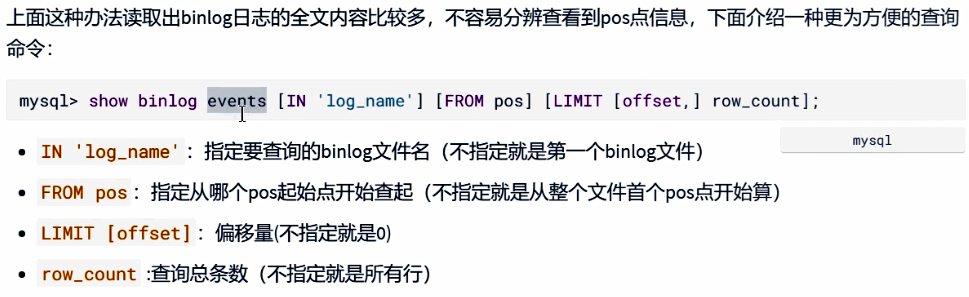 上面这种办法读取出binlog日志的全文内容比较多，不容易分辨查看到pos点信息，下面介绍一种更为方便的查询
命令：
mysql> show binlog events [IN 'log_name'] [FROM pos] [LIMIT [offset,] row_count];
mysql
IN 'log_name'：指定要查询的binlog文件名（不指定就是第一个binlog文件）
FROM pos：指定从哪个pos起始点开始查起（不指定就是从整个文件首个pos点开始算）
LIMIT [offset]：偏移量(不指定就是0)
row_count :查询总条数（不指定就是所有行）